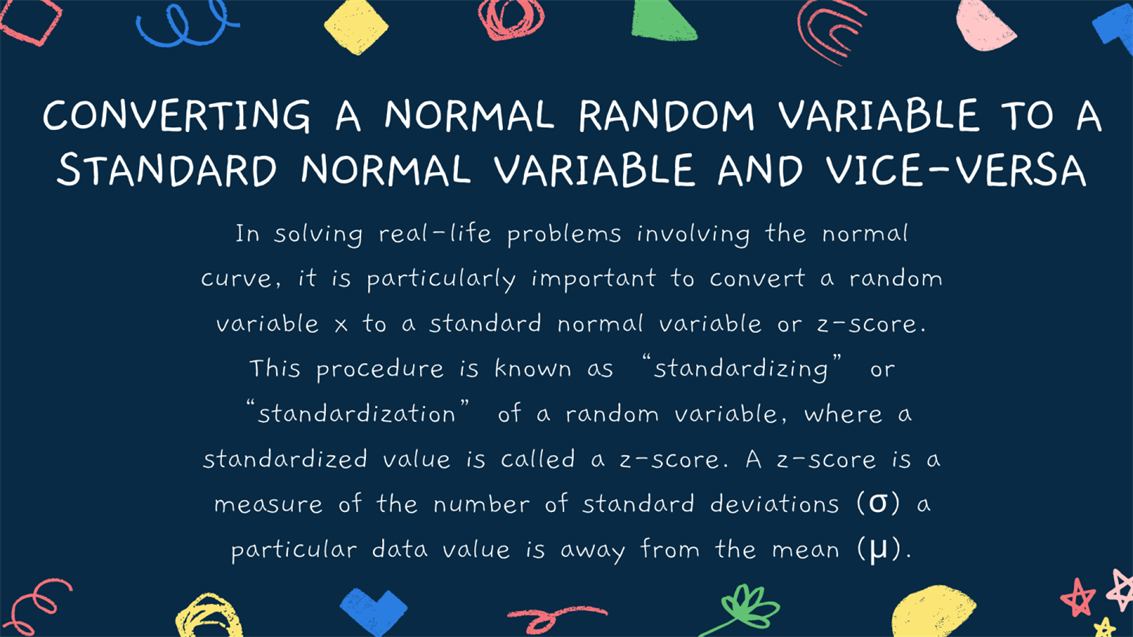 CONVERTING A NORMAL RANDOM VARIABLE TO A
STANDARD NORMAL VARIABLE AND VICE-VERSA
In solving real-life problems involving the normal
curve, it is particularly important to convert a random
variable x to a standard normal variable or z-score.
This procedure is known as “standardizing” or
“standardization” of a random variable, where a
standardized value is called a z-score. A z-score is a
measure of the number of standard deviations (σ) a
particular data value is away from the mean (μ).